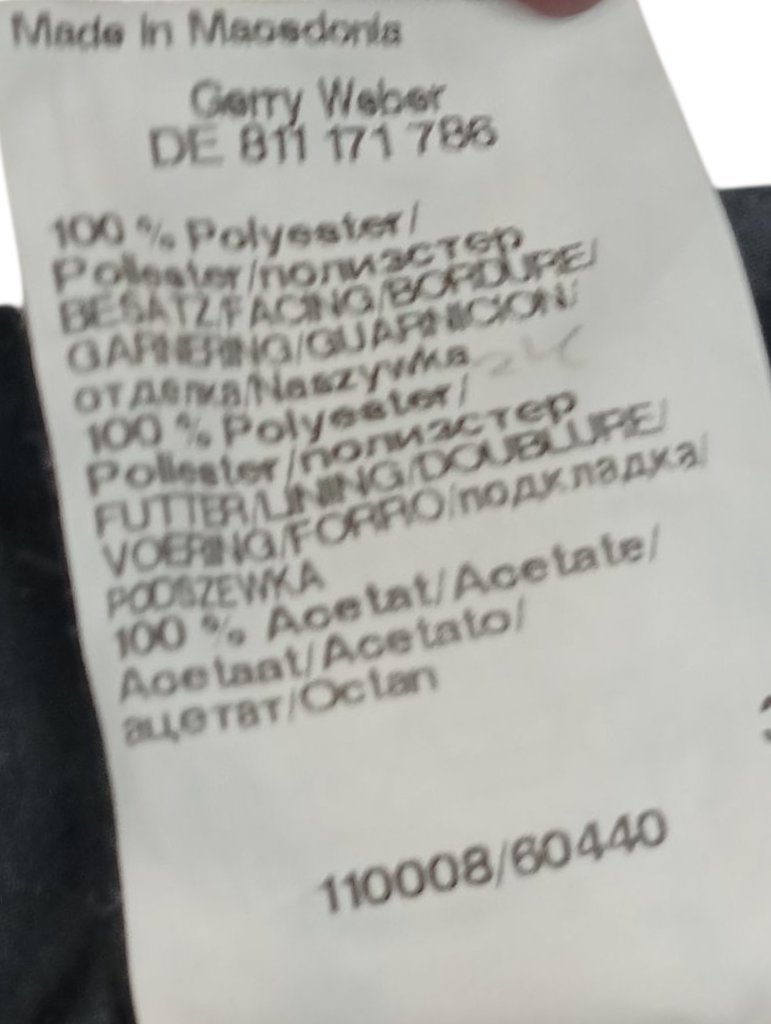 Made in Macedonia
Gerry Weber
DE 811 171 786
100 % Polyester/
Poliester/полиэстер
BESATZ/FACING/BORDURE/
GARNERING/GUARNICION/
отделка/Naszywka
100 % Polyester/
Poliester/полиэстер
FUTTER/LINING/DOUBLURE/
VOERING/FORRO/подкладка/
PODSZEWKA
100 % Acetat/Acetate/
Acetaat/Acetato/
ацетат/Octan
110008/60440